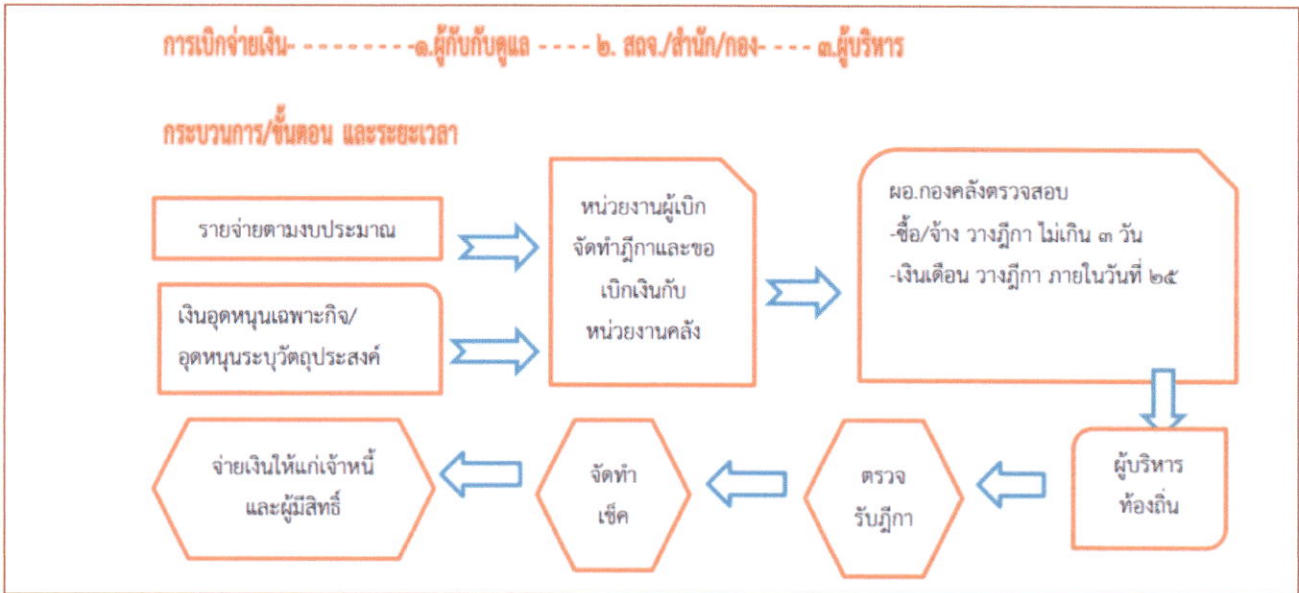 การเบิกจ่ายเงิน- - - - - - - - - -๑.ผู้กับกับดูแล - - - - ๒. สถจ./สำนัก/กอง- - - - ๓.ผู้บริหาร
กระบวนการ/ขั้นตอน และระยะเวลา
รายจ่ายตามงบประมาณ
เงินอุดหนุนเฉพาะกิจ/
อุดหนุนระบุวัตถุประสงค์
หน่วยงานผู้เบิก
จัดทำฎีกาและขอ
เบิกเงินกับ
หน่วยงานคลัง
ผอ.กองคลังตรวจสอบ
-ซื้อ/จ้าง วางฎีกา ไม่เกิน ๓ วัน
-เงินเดือน วางฎีกา ภายในวันที่ ๒๕
ผู้บริหาร
ท้องถิ่น
ตรวจ
รับฎีกา
จัดทำ
เช็ค
จ่ายเงินให้แก่เจ้าหนี้
และผู้มีสิทธิ์